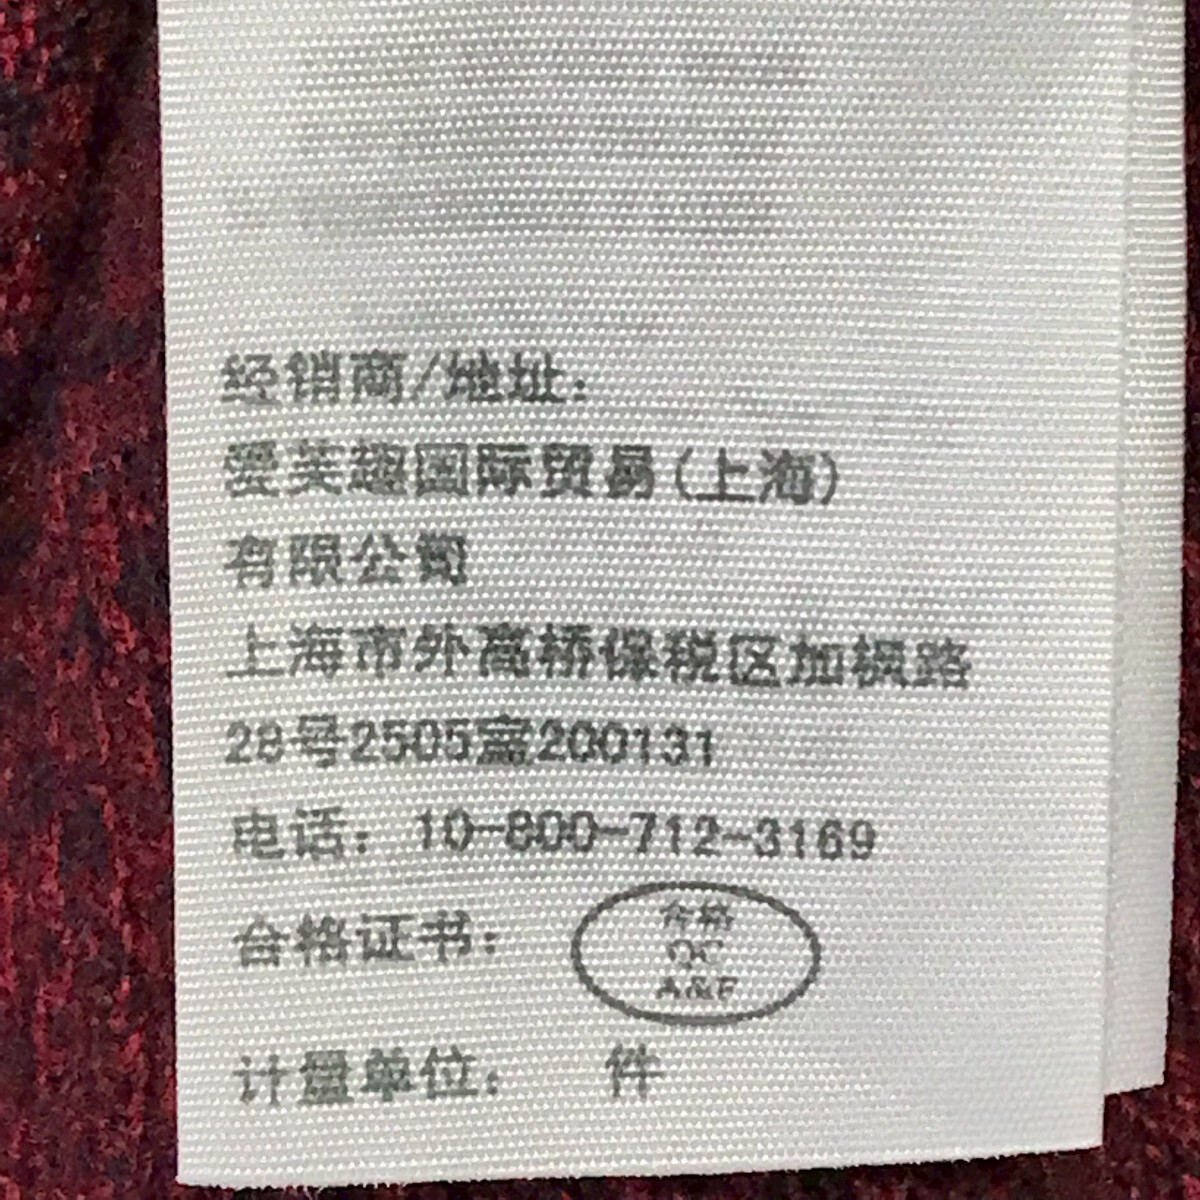 经销商/地址:
爱芙趣国际贸易(上海)
有限公司
上海市外高桥保税区加枫路
28号2505室200131
电话: 10-800-712-3169
合格证书:
合格
QC
A&F
计量单位: 件